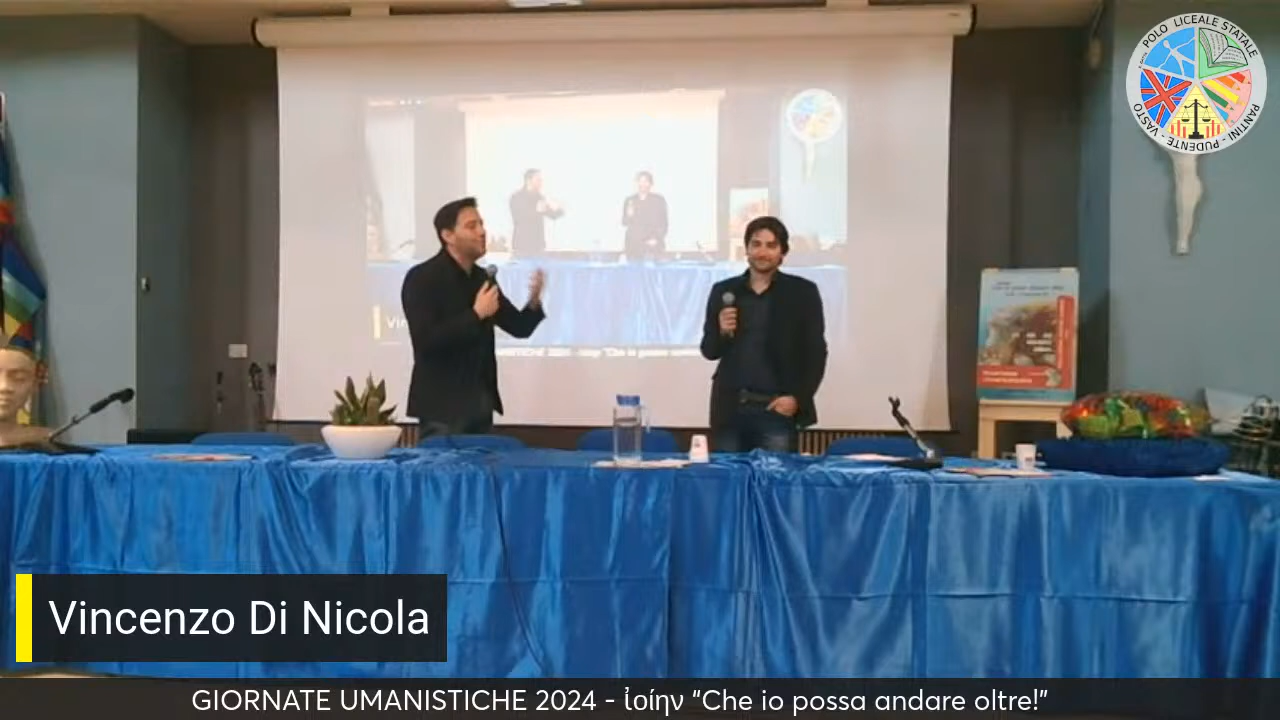 POLO LICEALE STATALE
PANTINI - PUDENTE - VASTO
Vincenzo Di Nicola
GIORNATE UMANISTICHE 2024 - ἰοίην “Che io possa andare oltre!”